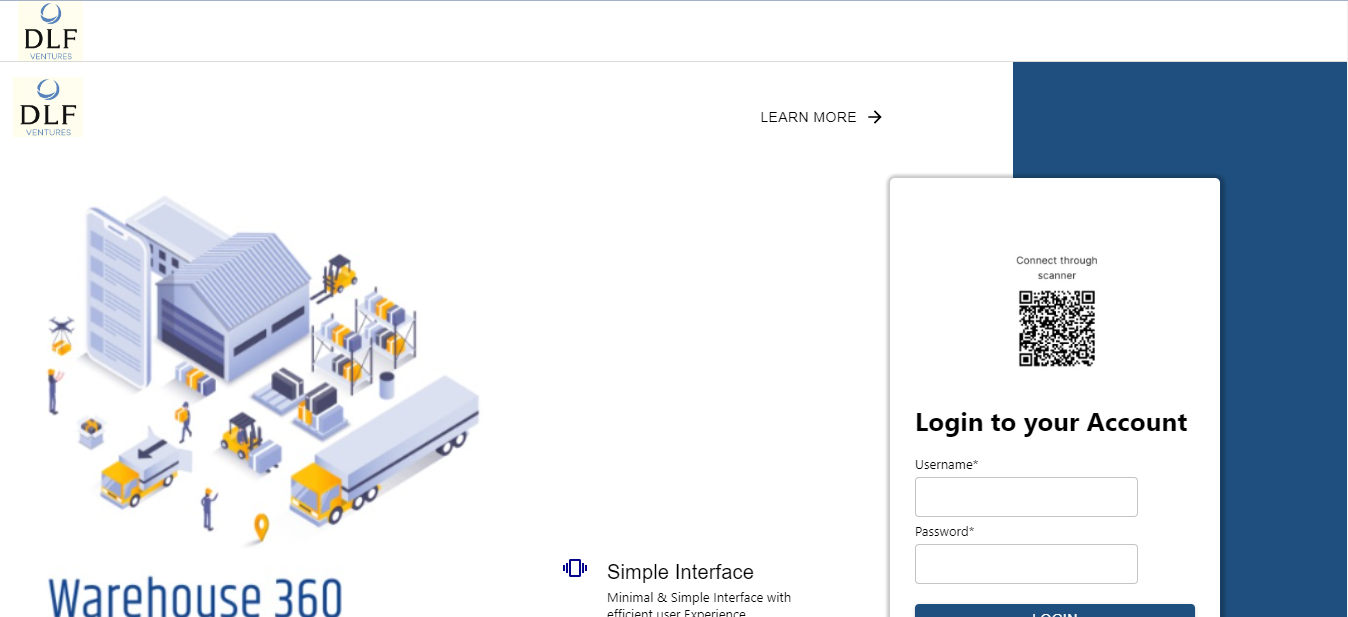 DLF
VENTURES
DLF
VENTURES
LEARN MORE
Connect through
scanner
Login to your Account
Username*
Password*
LOGIN
Simple Interface
Minimal & Simple Interface with
efficient user Experience
Warehouse 360